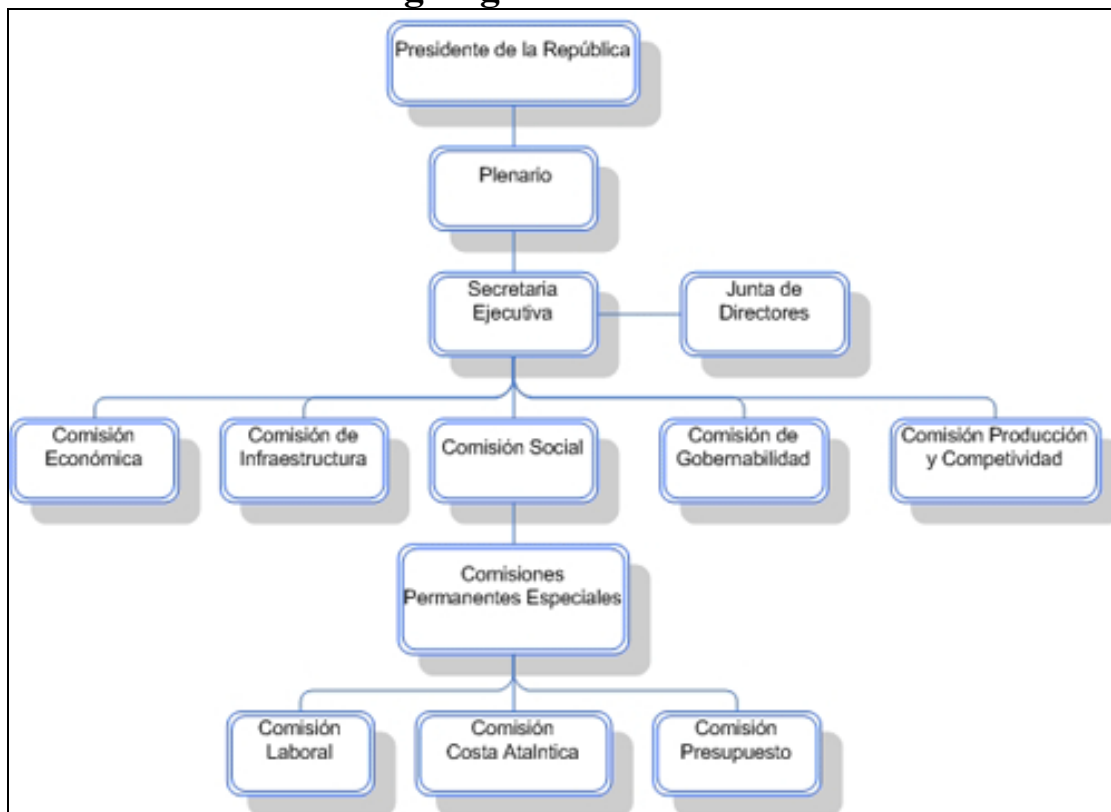 Presidente de la República
Plenario
Secretaria
Ejecutiva
Junta de
Directores
Comisión
Económica
Comisión de
Infraestructura
Comisión Social
Comisión de
Gobernabilidad
Comisión Producción
y Competividad
Comisiones
Permanentes Especiales
Comisión
Laboral
Comisión
Costa Atalntica
Comisión
Presupuesto